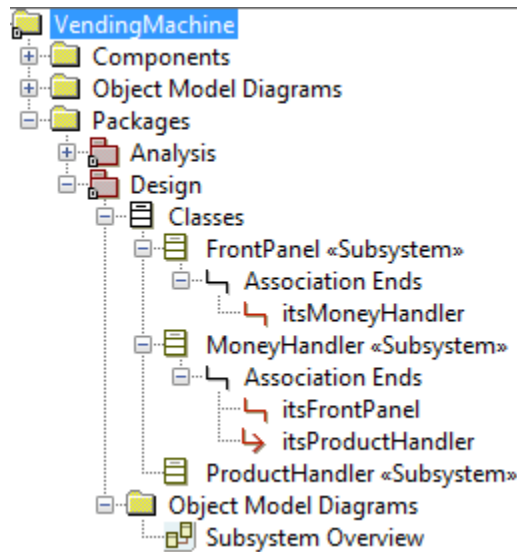 VendingMachine
Components
Object Model Diagrams
Packages
Analysis
Design
Classes
FrontPanel «Subsystem»
Association Ends
itsMoneyHandler
MoneyHandler «Subsystem»
Association Ends
itsFrontPanel
itsProductHandler
ProductHandler «Subsystem»
Object Model Diagrams
Subsystem Overview